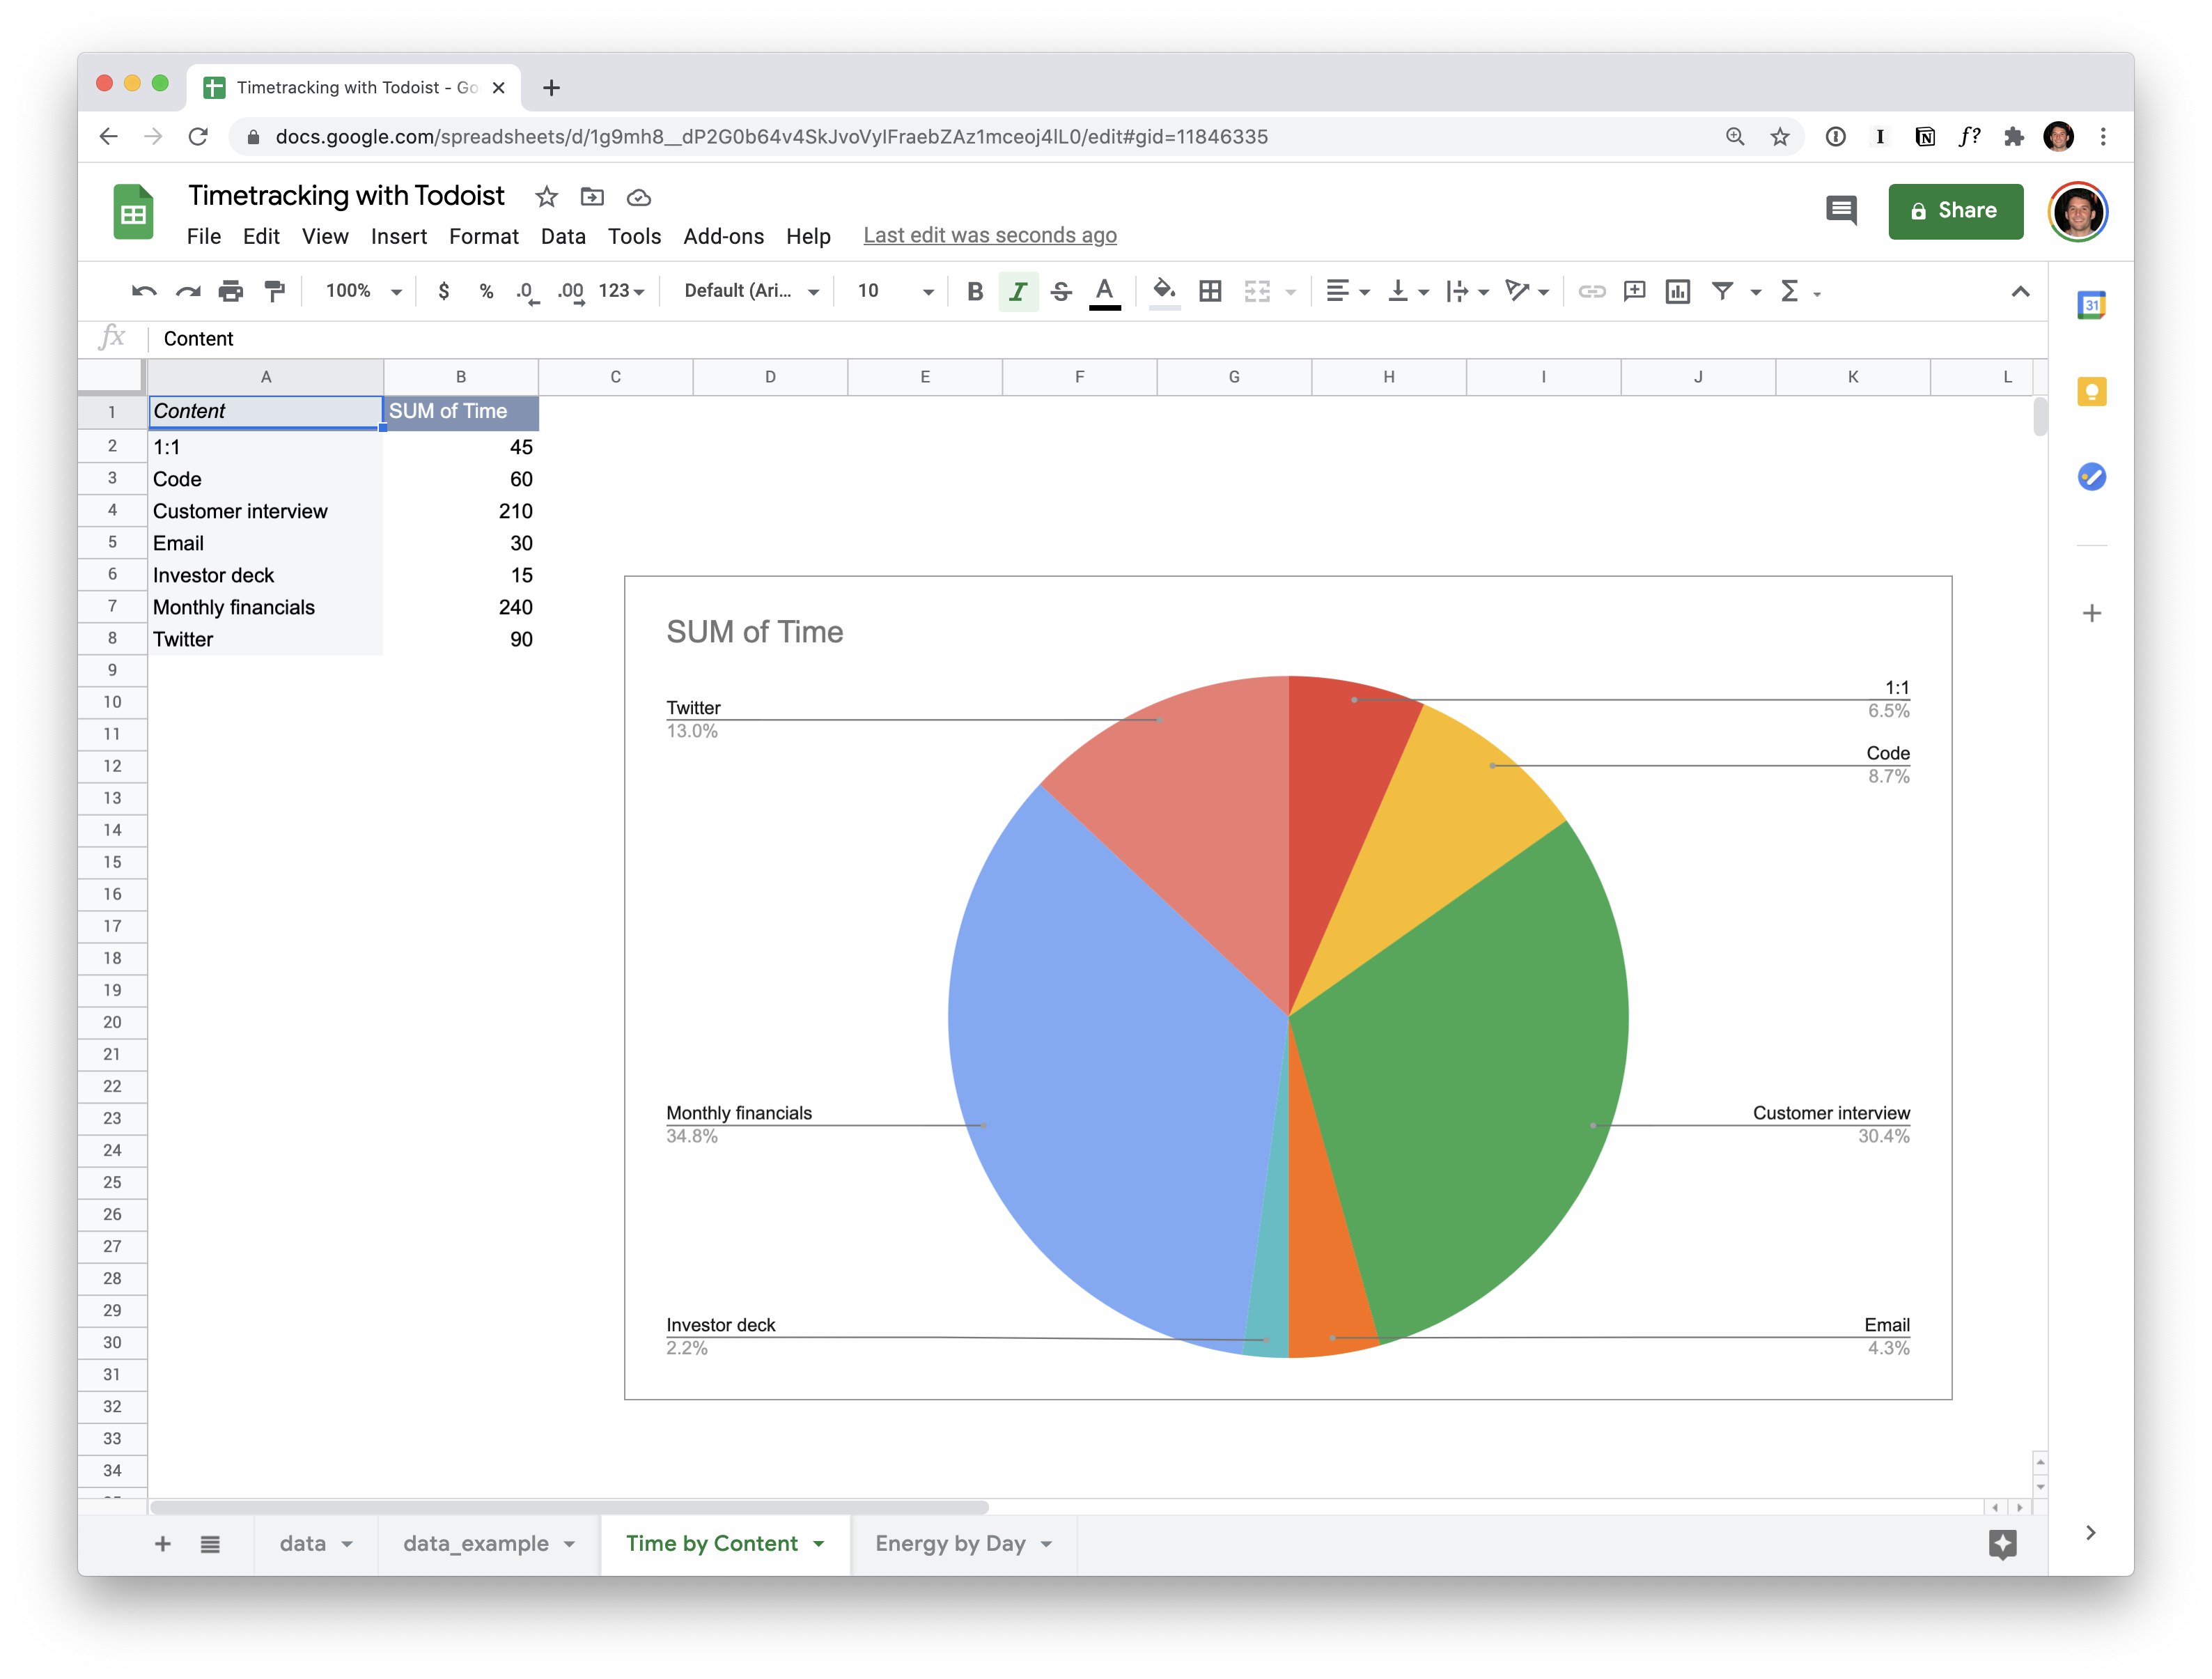 Timetracking with Todoist - Go
docs.google.com/spreadsheets/d/1g9mh8__dP2G0b64v4SkJvoVyIFraebZAz1mceoj4lL0/edit#gid=11846335
Timetracking with Todoist
Share
File Edit View Insert Format Data Tools Add-ons Help Last edit was seconds ago
100% $ % .0 .00 123 Default (Ari... 10 B I S A Σ
31
fx Content
A B C D E F G H I J K L
1 Content SUM of Time
2 1:1 45
3 Code 60
4 Customer interview 210
5 Email 30
6 Investor deck 15
7 Monthly financials 240
8 Twitter 90
9
10
11
12
13
14
15
16
17
18
19
20
21
22
23
24
25
26
27
28
29
30
31
32
33
34
SUM of Time
Twitter
13.0%
1:1
6.5%
Code
8.7%
Monthly financials
34.8%
Customer interview
30.4%
Investor deck
2.2%
Email
4.3%
data data_example Time by Content Energy by Day